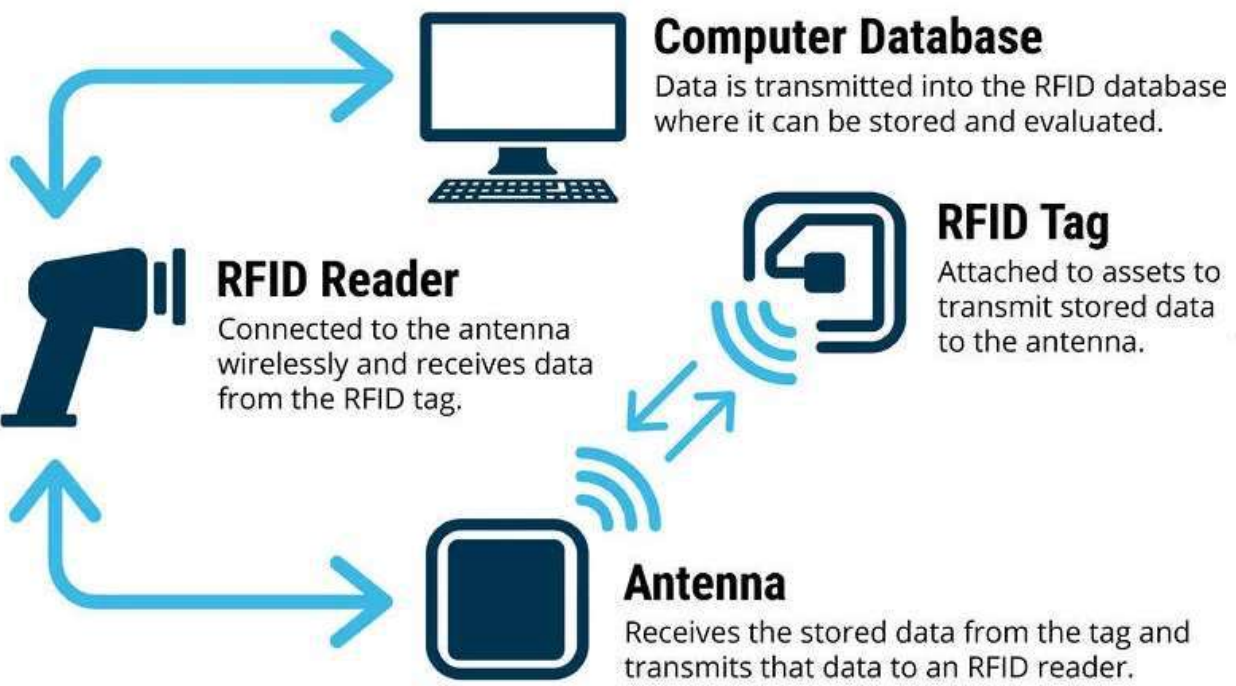 Computer Database
Data is transmitted into the RFID database
where it can be stored and evaluated.
RFID Tag
Attached to assets to
transmit stored data
to the antenna.
RFID Reader
Connected to the antenna
wirelessly and receives data
from the RFID tag.
Antenna
Receives the stored data from the tag and
transmits that data to an RFID reader.